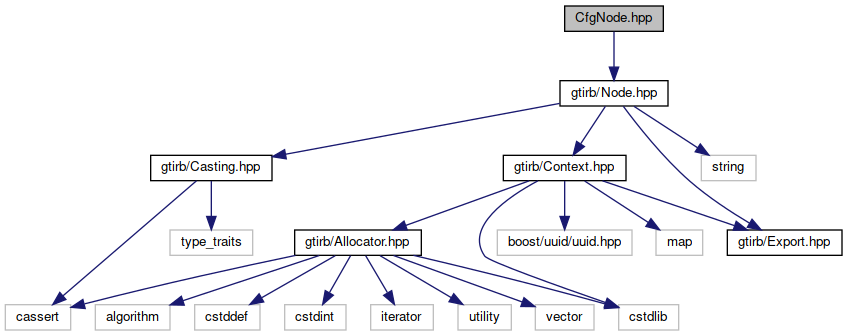 CfgNode.hpp
gtirb/Node.hpp
gtirb/Casting.hpp
gtirb/Context.hpp
string
type_traits
gtirb/Allocator.hpp
boost/uuid/uuid.hpp
map
gtirb/Export.hpp
cassert
algorithm
cstddef
cstdint
iterator
utility
vector
cstdlib